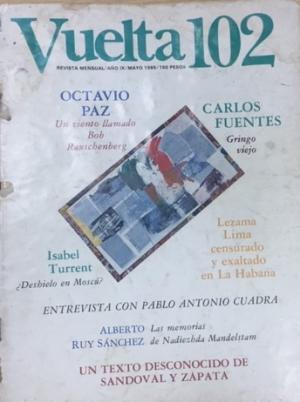 Vuelta 102
REVISTA MENSUAL/AÑO IX/MAYO 1985/180 PESOS
OCTAVIO
PAZ
Un viento llamado
Bob
Rauschenberg
CARLOS
FUENTES
Gringo
viejo
Lezama
Lima
censurado
y exaltado
en La Habana
Isabel
Turrent
¿Deshielo en Moscú?
ENTREVISTA CON PABLO ANTONIO CUADRA
ALBERTO Las memorias
RUY SÁNCHEZ de Nadiezhda Mandelstam
UN TEXTO DESCONOCIDO DE
SANDOVAL Y ZAPATA